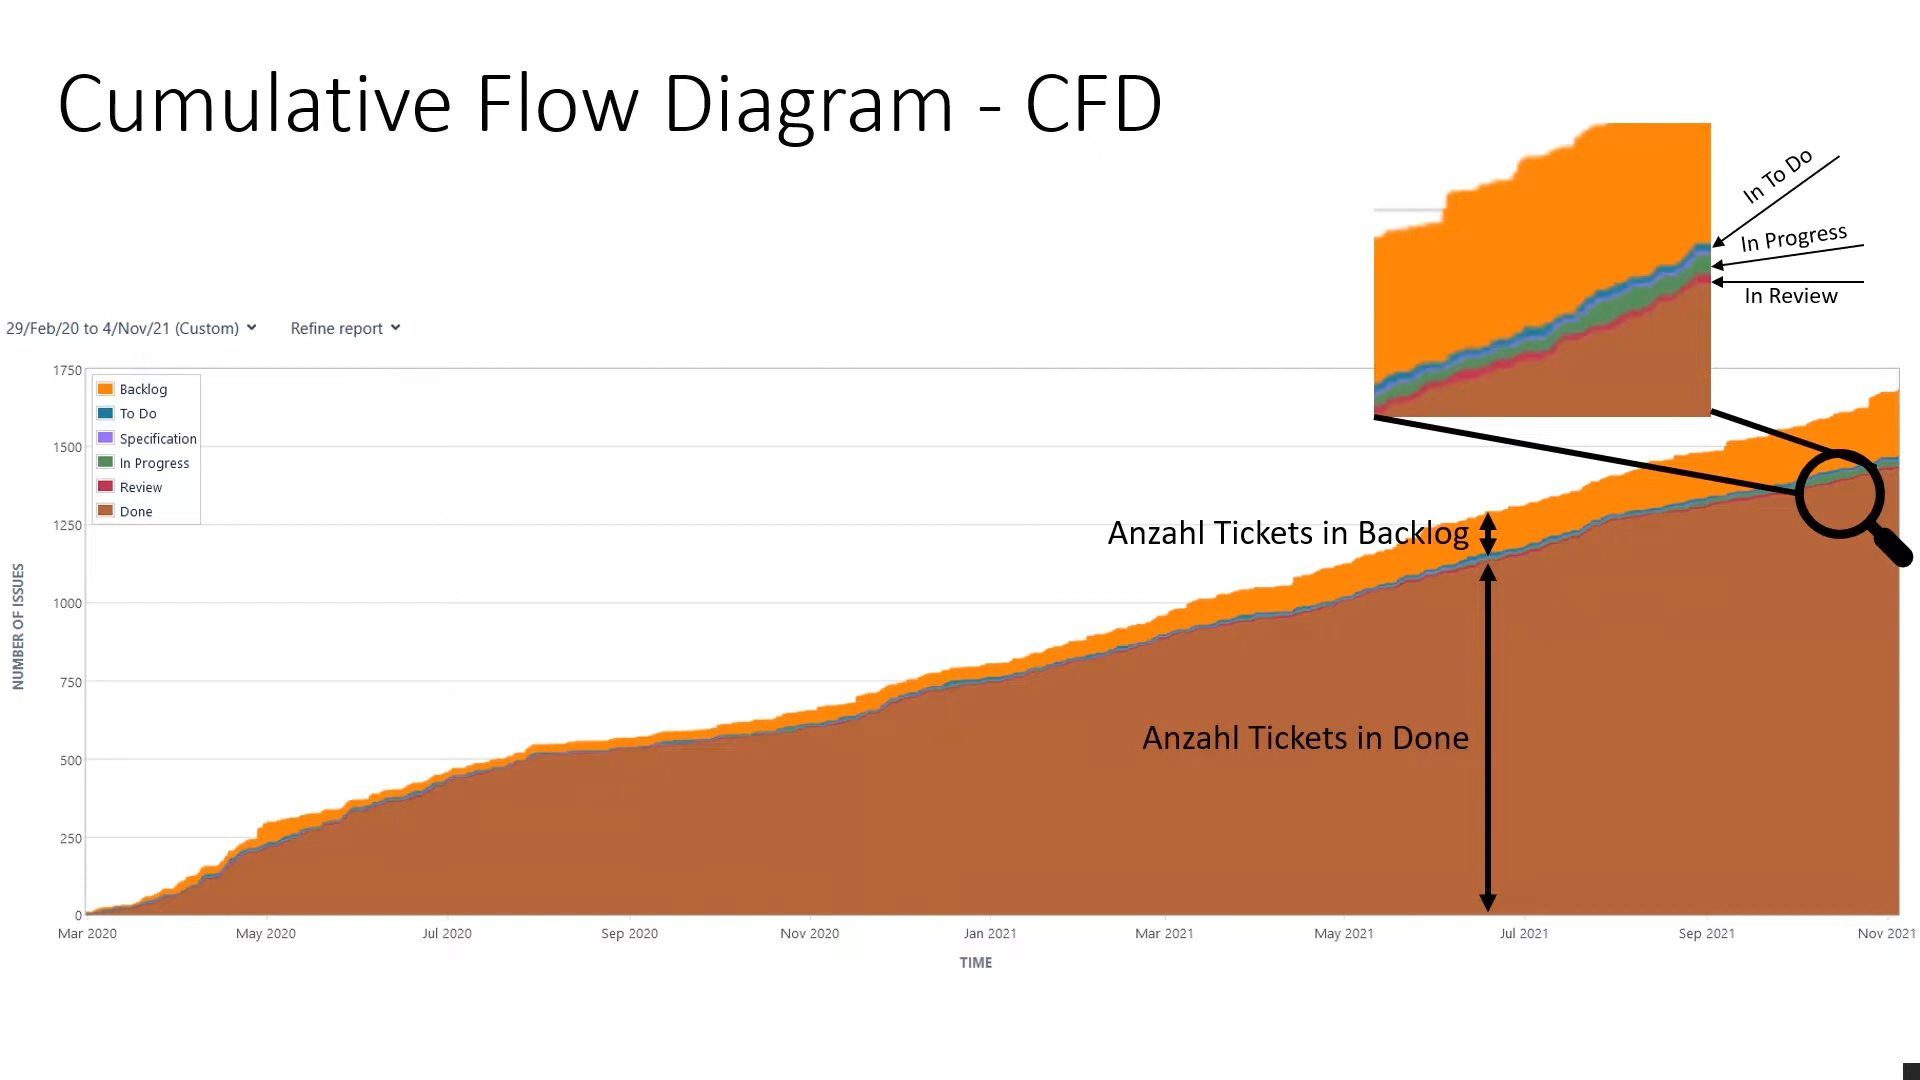 Cumulative Flow Diagram - CFD
In To Do
In Progress
In Review
29/Feb/20 to 4/Nov/21 (Custom) Refine report
1750
1500
1250
1000
750
500
250
0
Backlog
To Do
Specification
In Progress
Review
Done
NUMBER OF ISSUES
Anzahl Tickets in Backlog
Anzahl Tickets in Done
Mar 2020 May 2020 Jul 2020 Sep 2020 Nov 2020 Jan 2021 Mar 2021 May 2021 Jul 2021 Sep 2021 Nov 2021
TIME